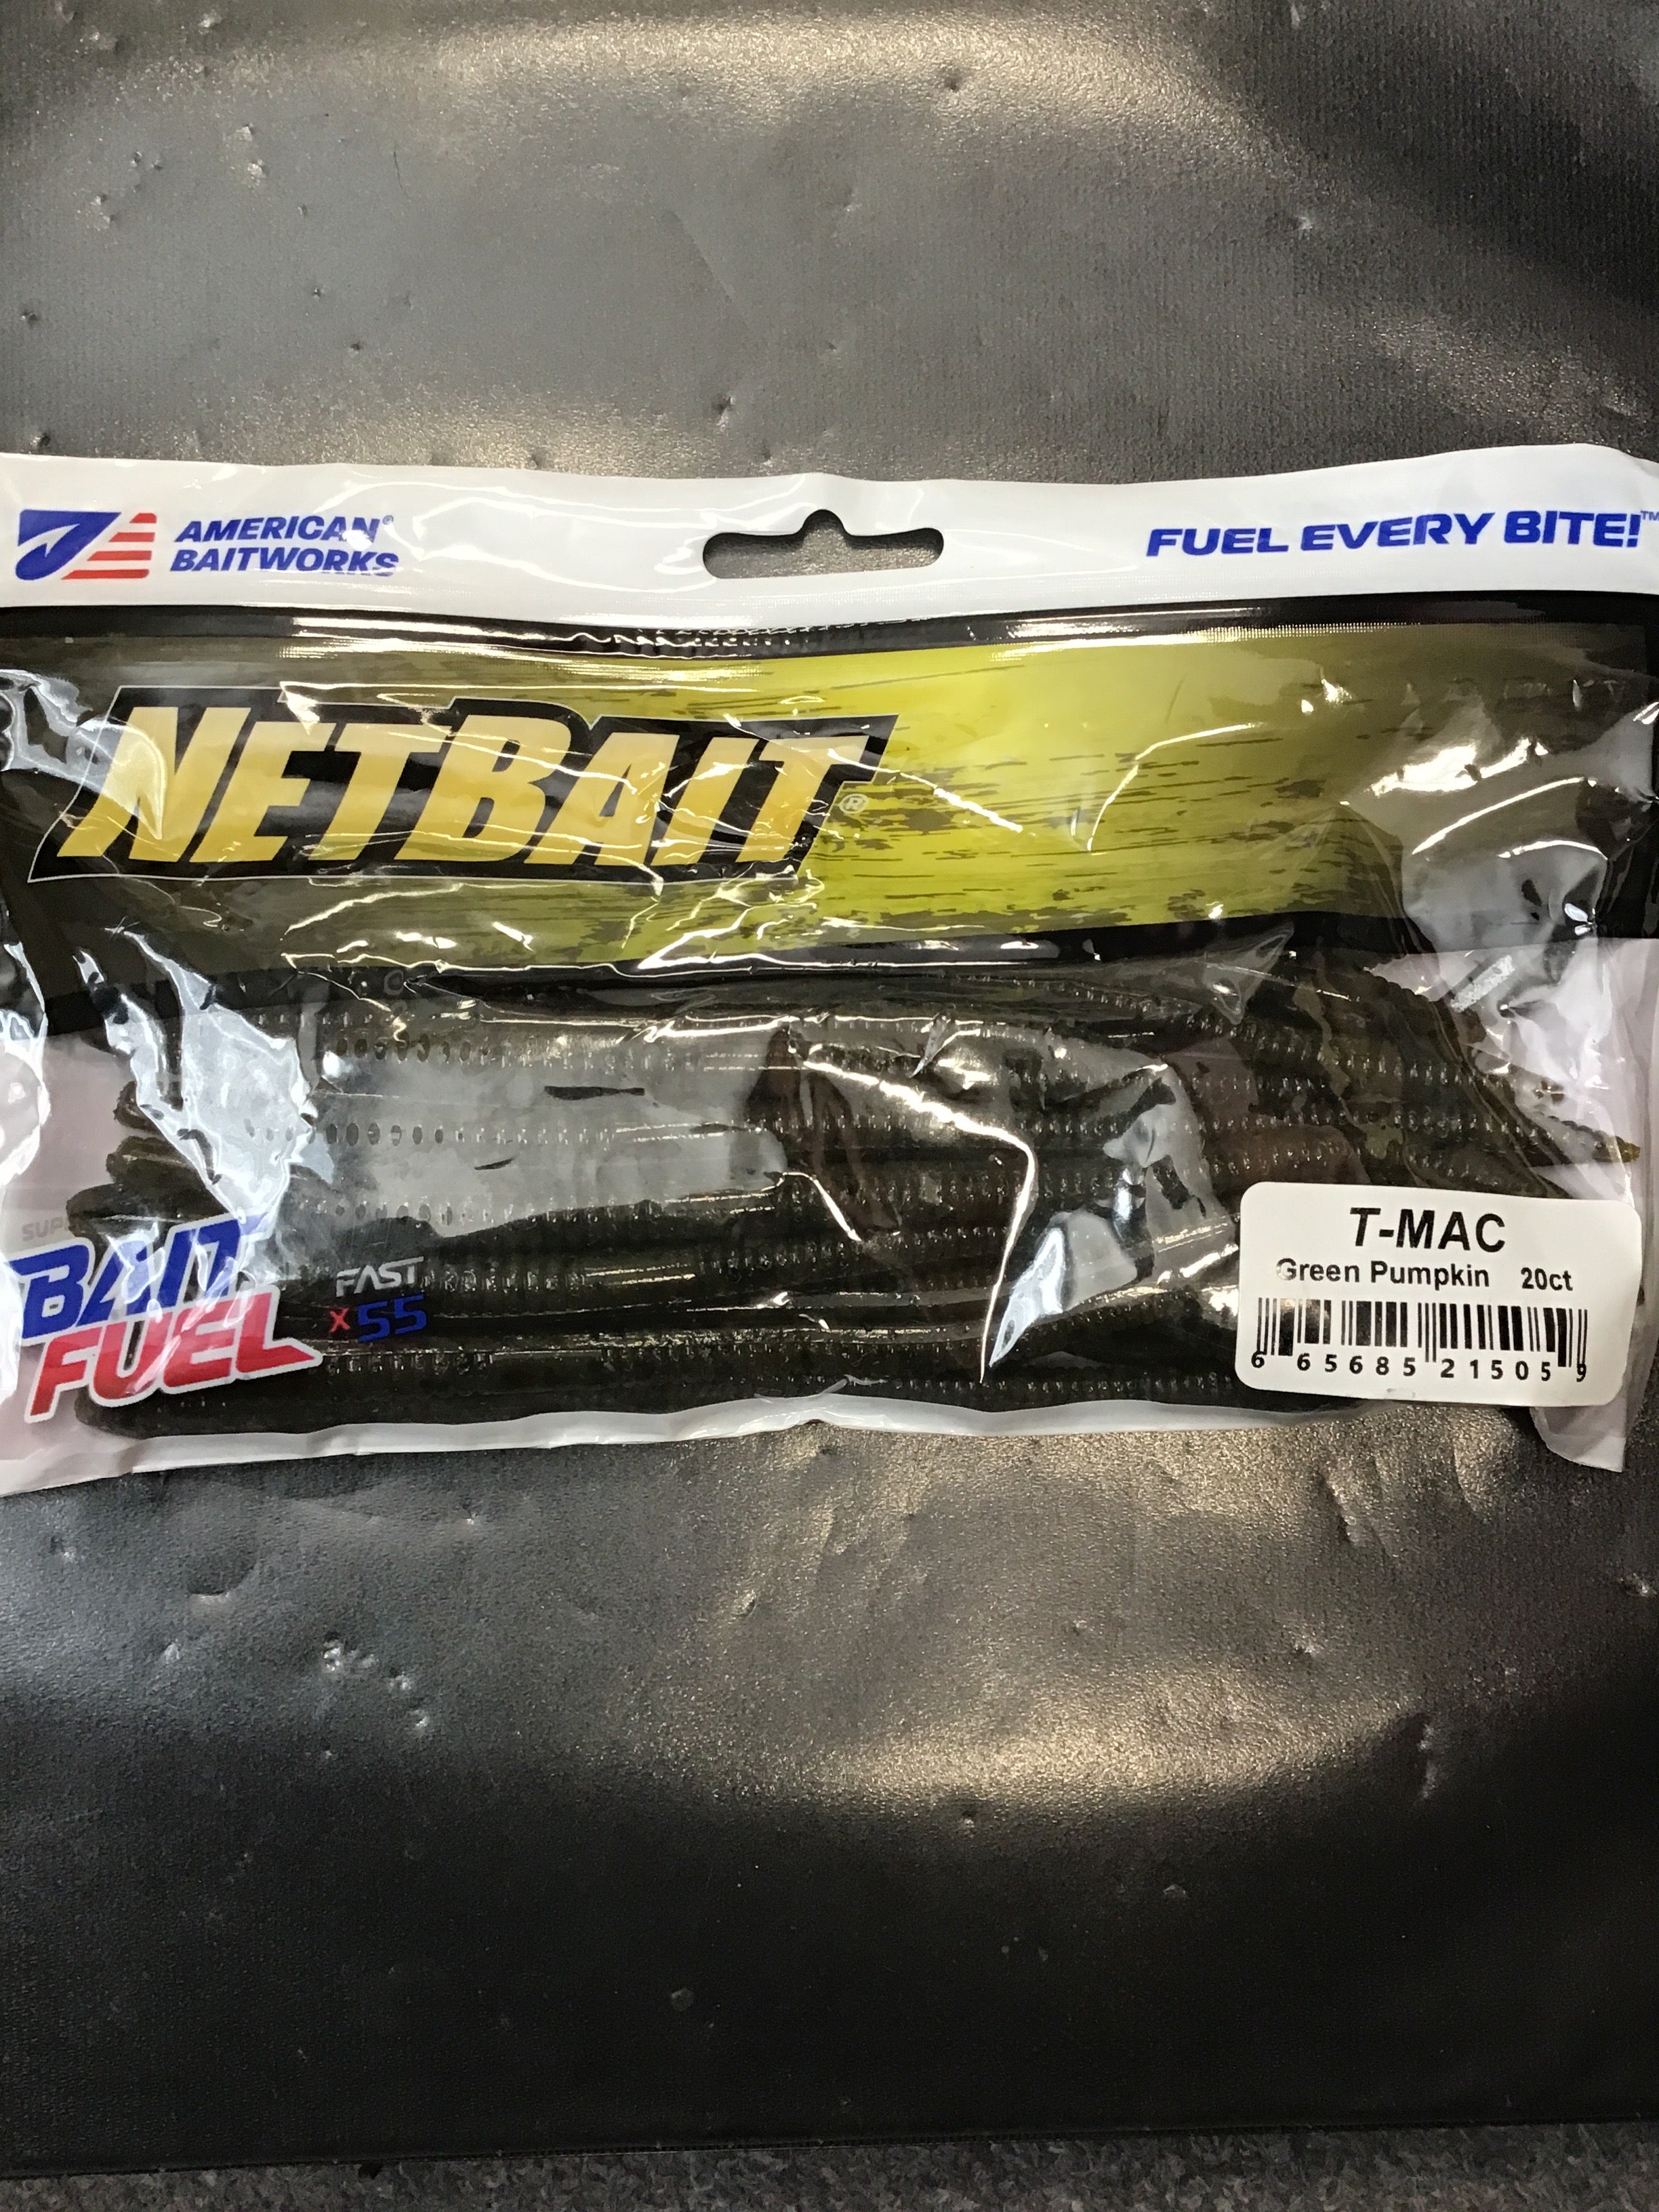 AMERICAN®
BAITWORKS
FUEL EVERY BITE!™
NETBAIT®
BAIT
FUEL
FAST
x55
T-MAC
Green Pumpkin 20ct
6 65685 21505 9